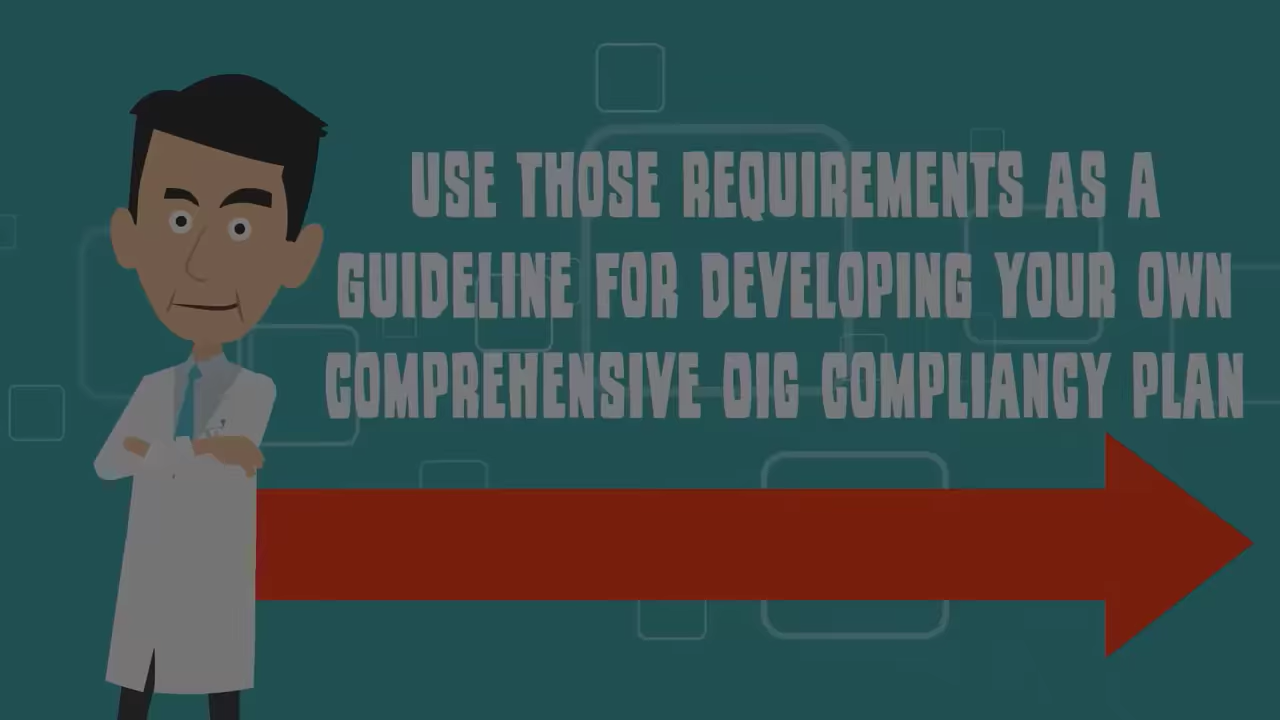 USE THOSE REQUIREMENTS AS A
GUIDELINE FOR DEVELOPING YOUR OWN
COMPREHENSIVE OIG COMPLIANCY PLAN